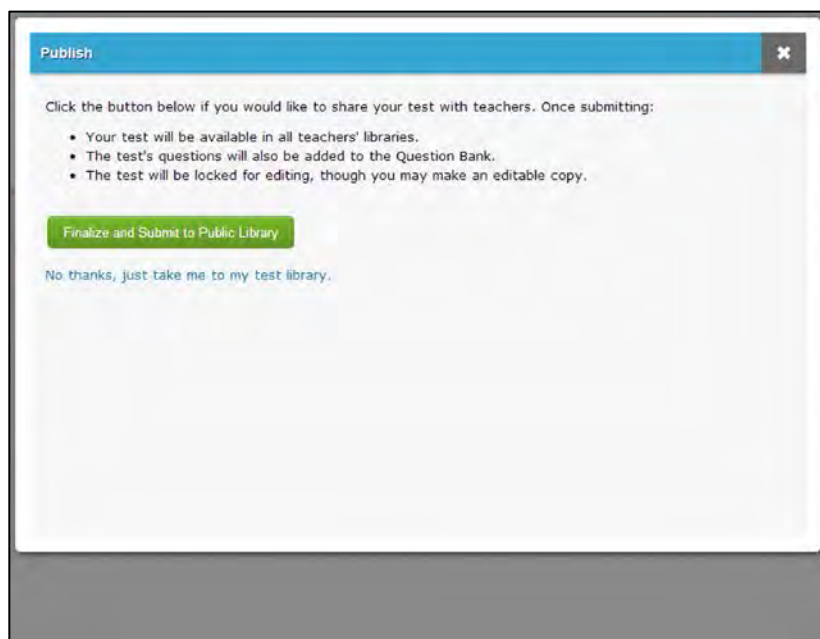 Publish
Click the button below if you would like to share your test with teachers. Once submitting:
• Your test will be available in all teachers' libraries.
• The test's questions will also be added to the Question Bank.
• The test will be locked for editing, though you may make an editable copy.
Finalize and Submit to Public Library
No thanks, just take me to my test library.